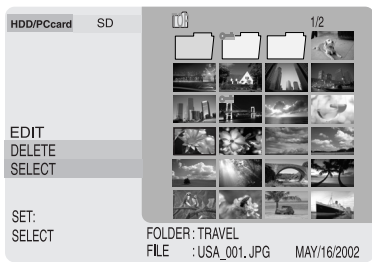 HDD/PCcard SD
1/2
EDIT
DELETE
SELECT
SET:
SELECT
FOLDER: TRAVEL
FILE : USA_001.JPG MAY/16/2002